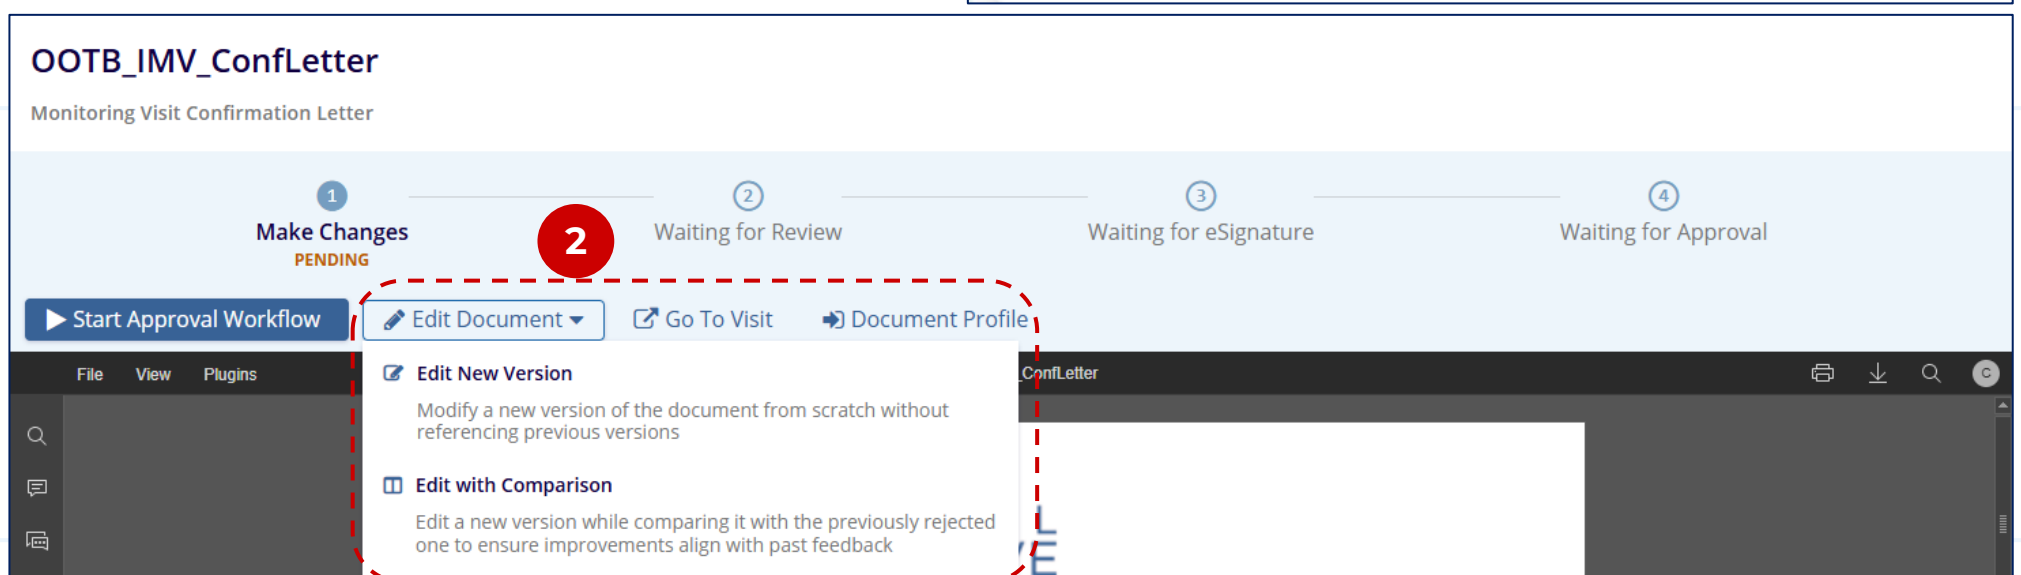 OOTB_IMV_ConfLetter
Monitoring Visit Confirmation Letter
1
2
3
4
Make Changes
Waiting for Review
Waiting for eSignature
Waiting for Approval
PENDING
2
Start Approval Workflow
Edit Document
Go To Visit
Document Profile
File View Plugins
_ConfLetter
C
Edit New Version
Modify a new version of the document from scratch without
referencing previous versions
Edit with Comparison
Edit a new version while comparing it with the previously rejected
one to ensure improvements align with past feedback